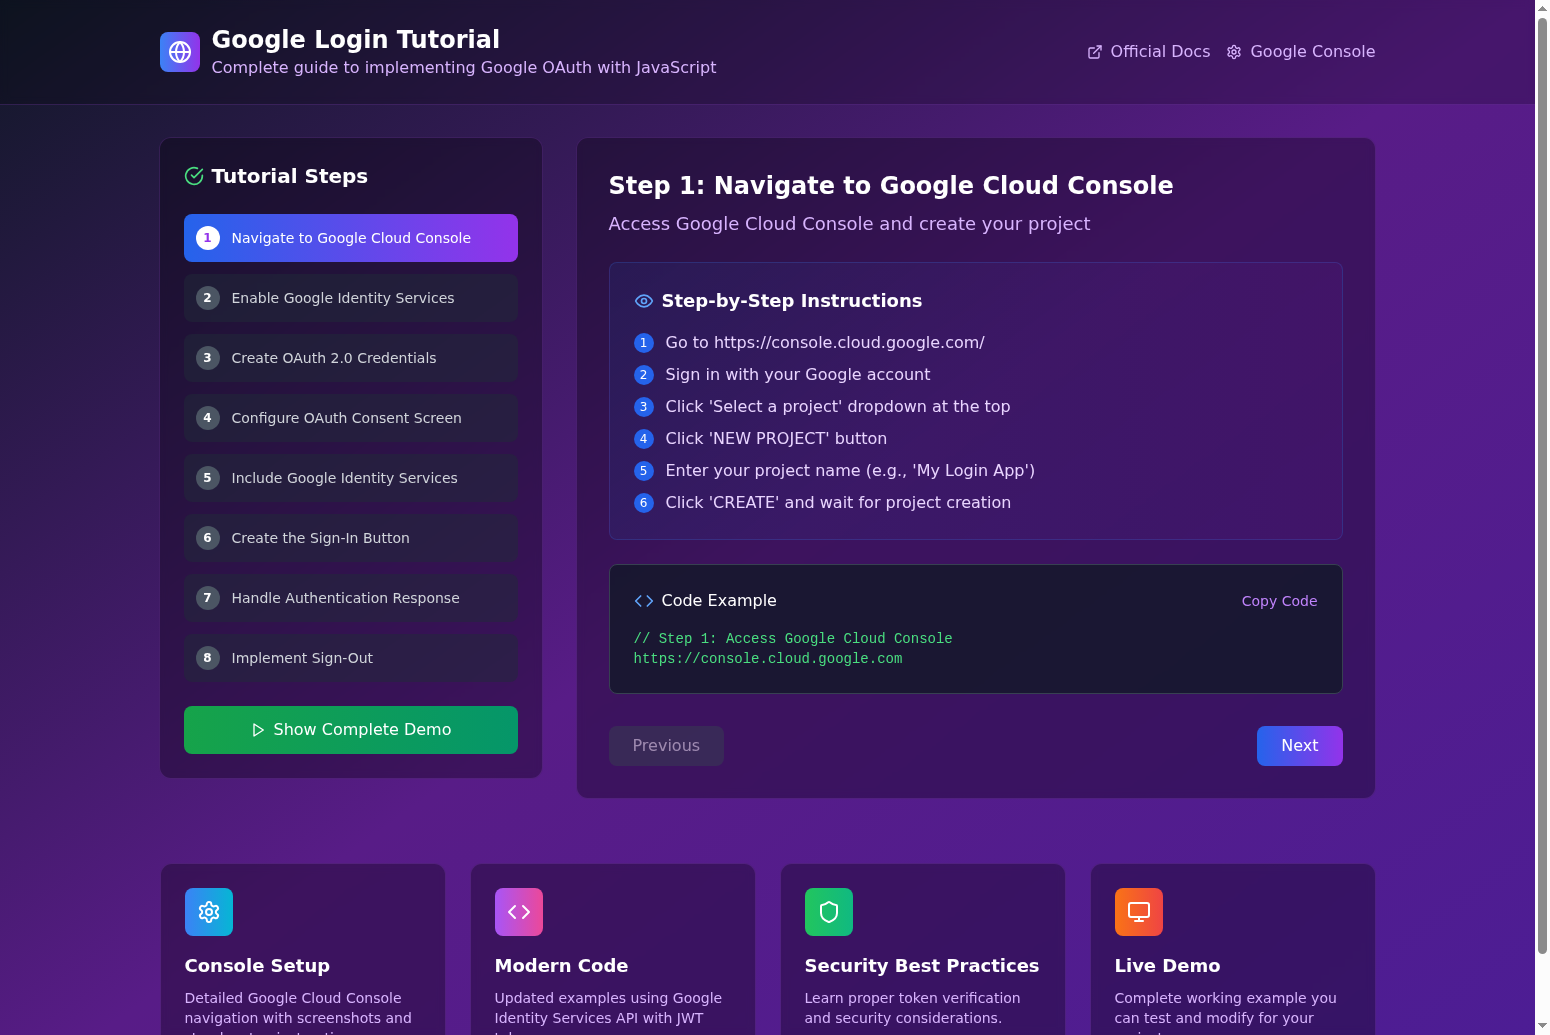 Google Login Tutorial
Complete guide to implementing Google OAuth with JavaScript
Official Docs
Google Console
Tutorial Steps
1 Navigate to Google Cloud Console
2 Enable Google Identity Services
3 Create OAuth 2.0 Credentials
4 Configure OAuth Consent Screen
5 Include Google Identity Services
6 Create the Sign-In Button
7 Handle Authentication Response
8 Implement Sign-Out
Show Complete Demo
Step 1: Navigate to Google Cloud Console
Access Google Cloud Console and create your project
Step-by-Step Instructions
1 Go to https://console.cloud.google.com/
2 Sign in with your Google account
3 Click 'Select a project' dropdown at the top
4 Click 'NEW PROJECT' button
5 Enter your project name (e.g., 'My Login App')
6 Click 'CREATE' and wait for project creation
Code Example
Copy Code
// Step 1: Access Google Cloud Console
https://console.cloud.google.com
Previous
Next
Console Setup
Detailed Google Cloud Console
navigation with screenshots and
Modern Code
Updated examples using Google
Identity Services API with JWT
Security Best Practices
Learn proper token verification
and security considerations.
Live Demo
Complete working example you
can test and modify for your